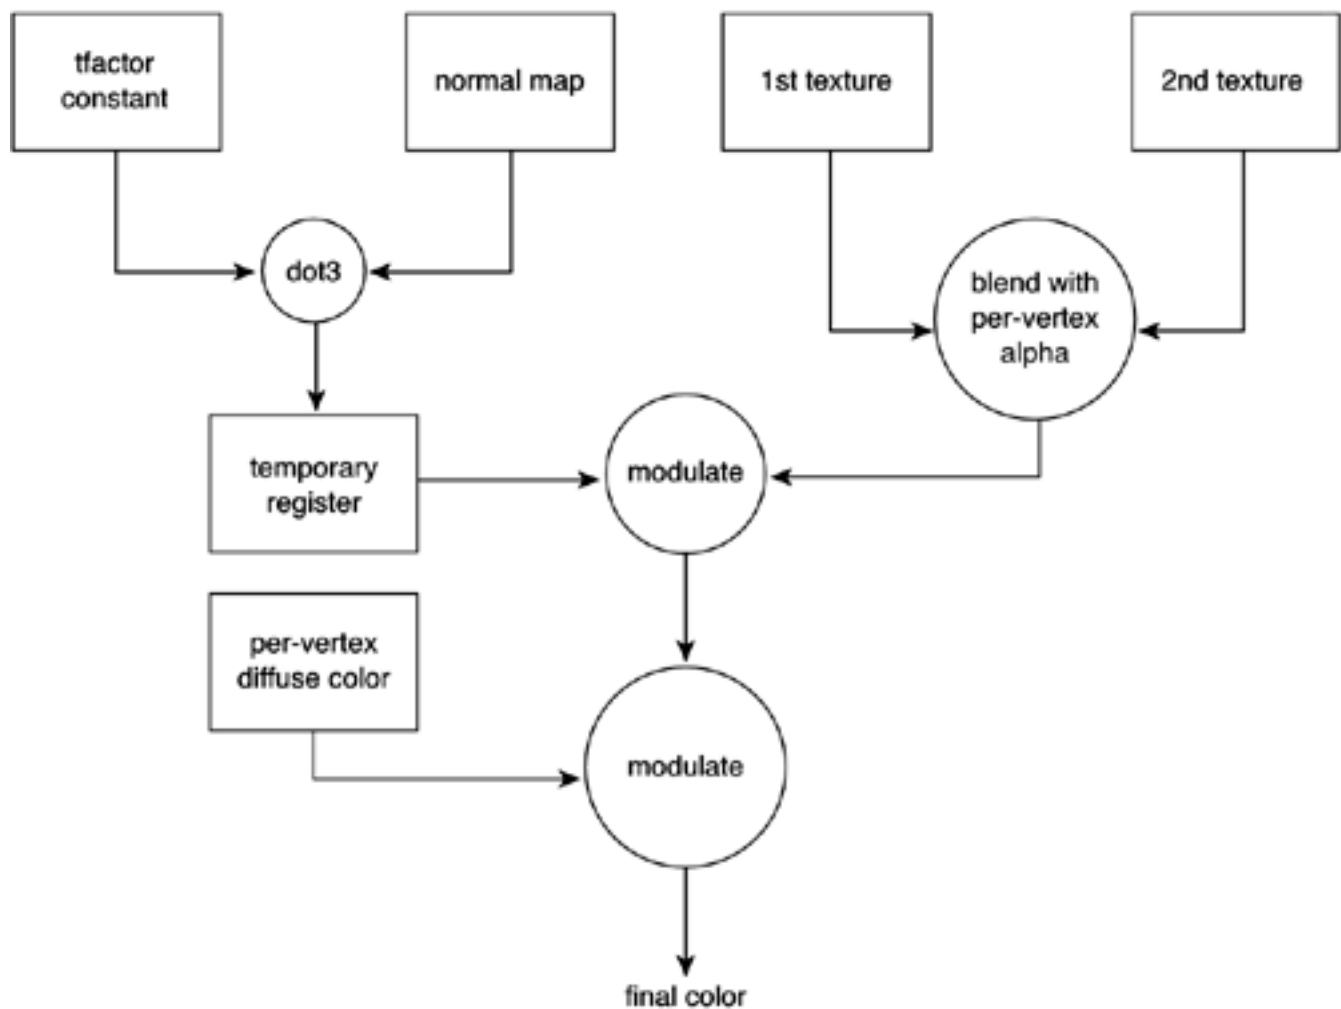 tfactor
constant
normal map
1st texture
2nd texture
dot3
blend with
per-vertex
alpha
temporary
register
modulate
per-vertex
diffuse color
modulate
final color